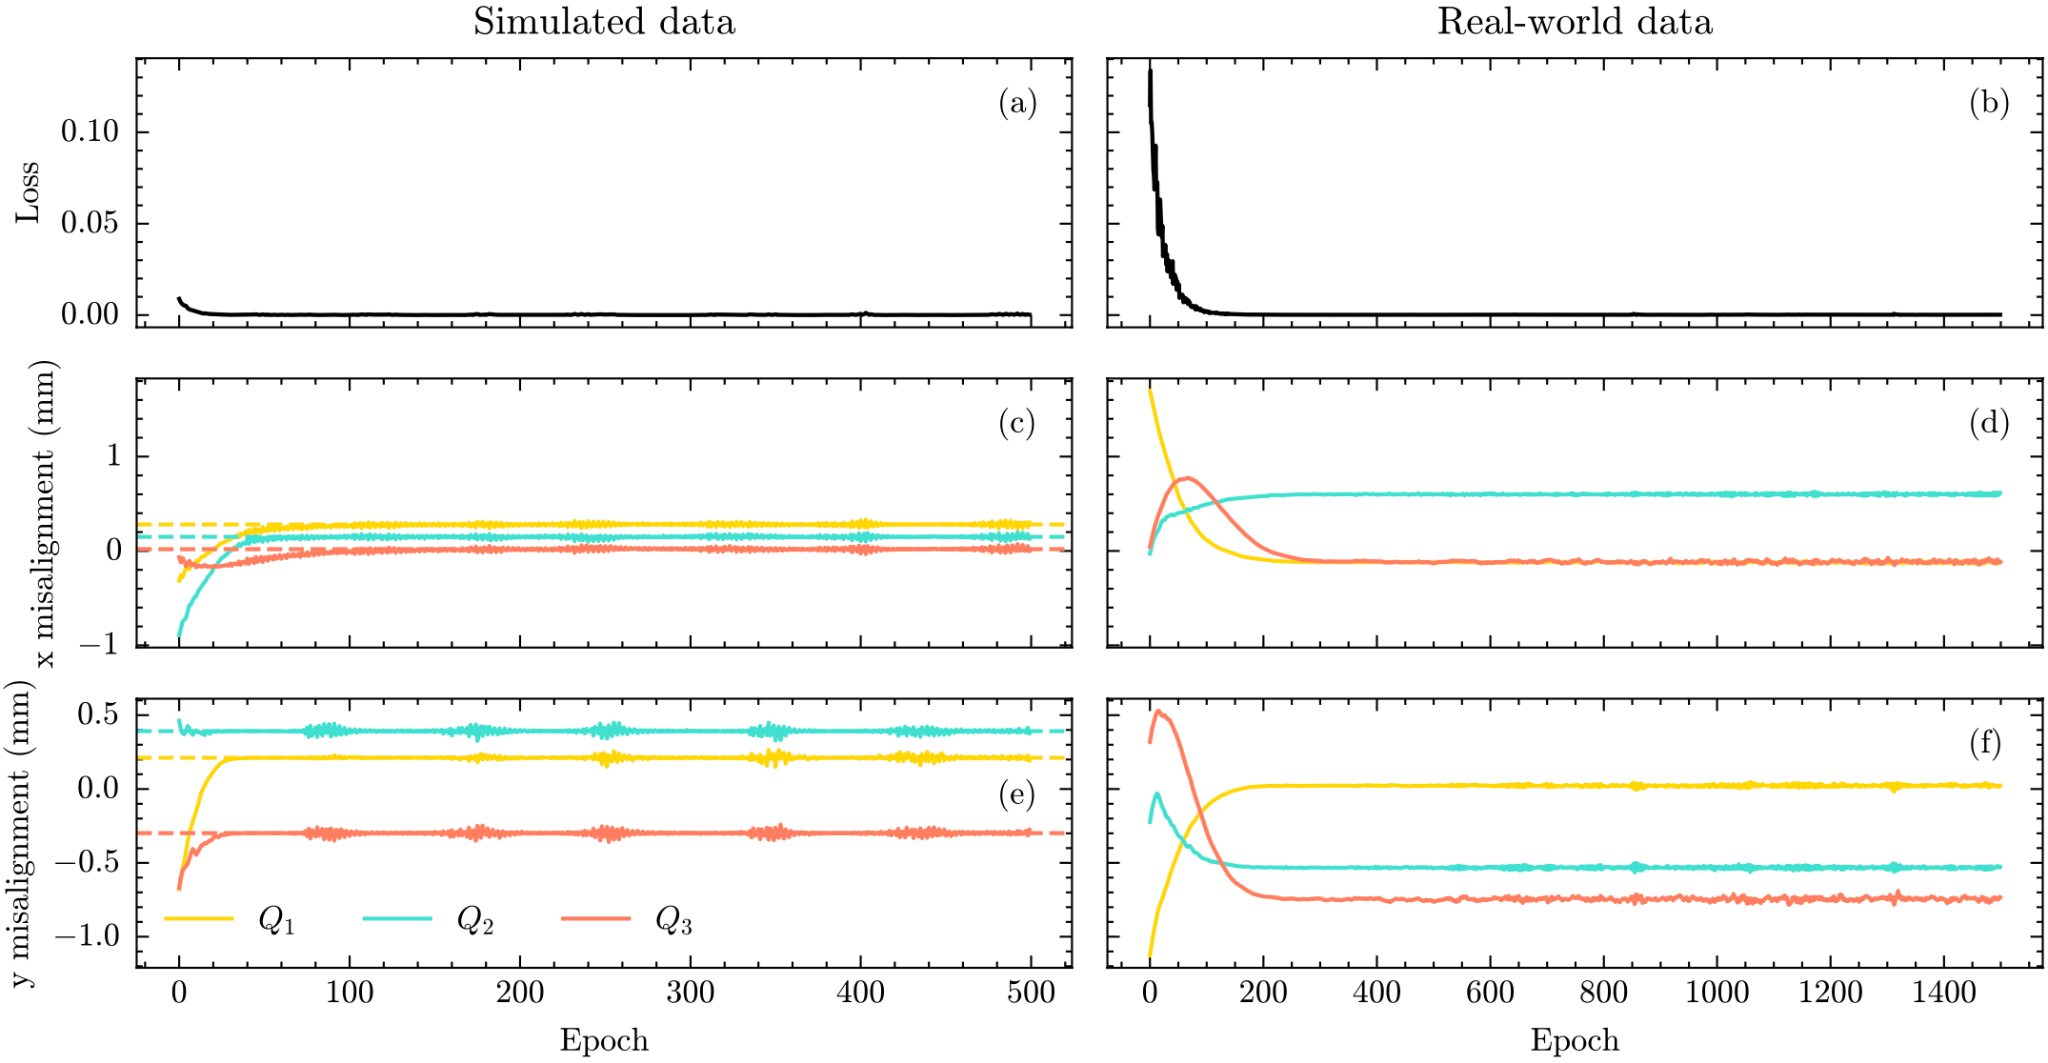 Simulated data
Real-world data
Loss
0.10
0.05
0.00
(a)
(b)
x misalignment (mm)
1
0
−1
(c)
(d)
y misalignment (mm)
0.5
0.0
−0.5
−1.0
(e)
(f)
Q1 Q2 Q3
0 100 200 300 400 500
0 200 400 600 800 1000 1200 1400
Epoch
Epoch